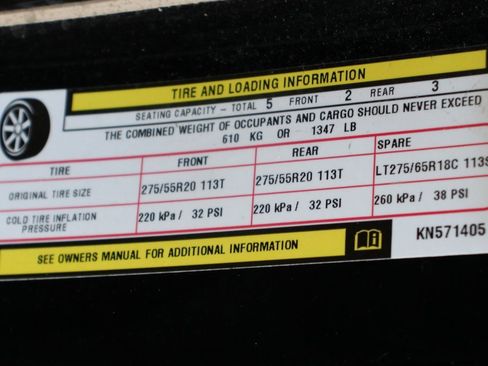 TIRE AND LOADING INFORMATION
SEATING CAPACITY - TOTAL 5 FRONT 2 REAR 3
THE COMBINED WEIGHT OF OCCUPANTS AND CARGO SHOULD NEVER EXCEED
610 KG OR 1347 LB
TIRE FRONT REAR SPARE
ORIGINAL TIRE SIZE 275/55R20 113T 275/55R20 113T LT275/65R18C 113S
COLD TIRE INFLATION PRESSURE 220 kPa / 32 PSI 220 kPa / 32 PSI 260 kPa / 38 PSI
SEE OWNERS MANUAL FOR ADDITIONAL INFORMATION
KN571405